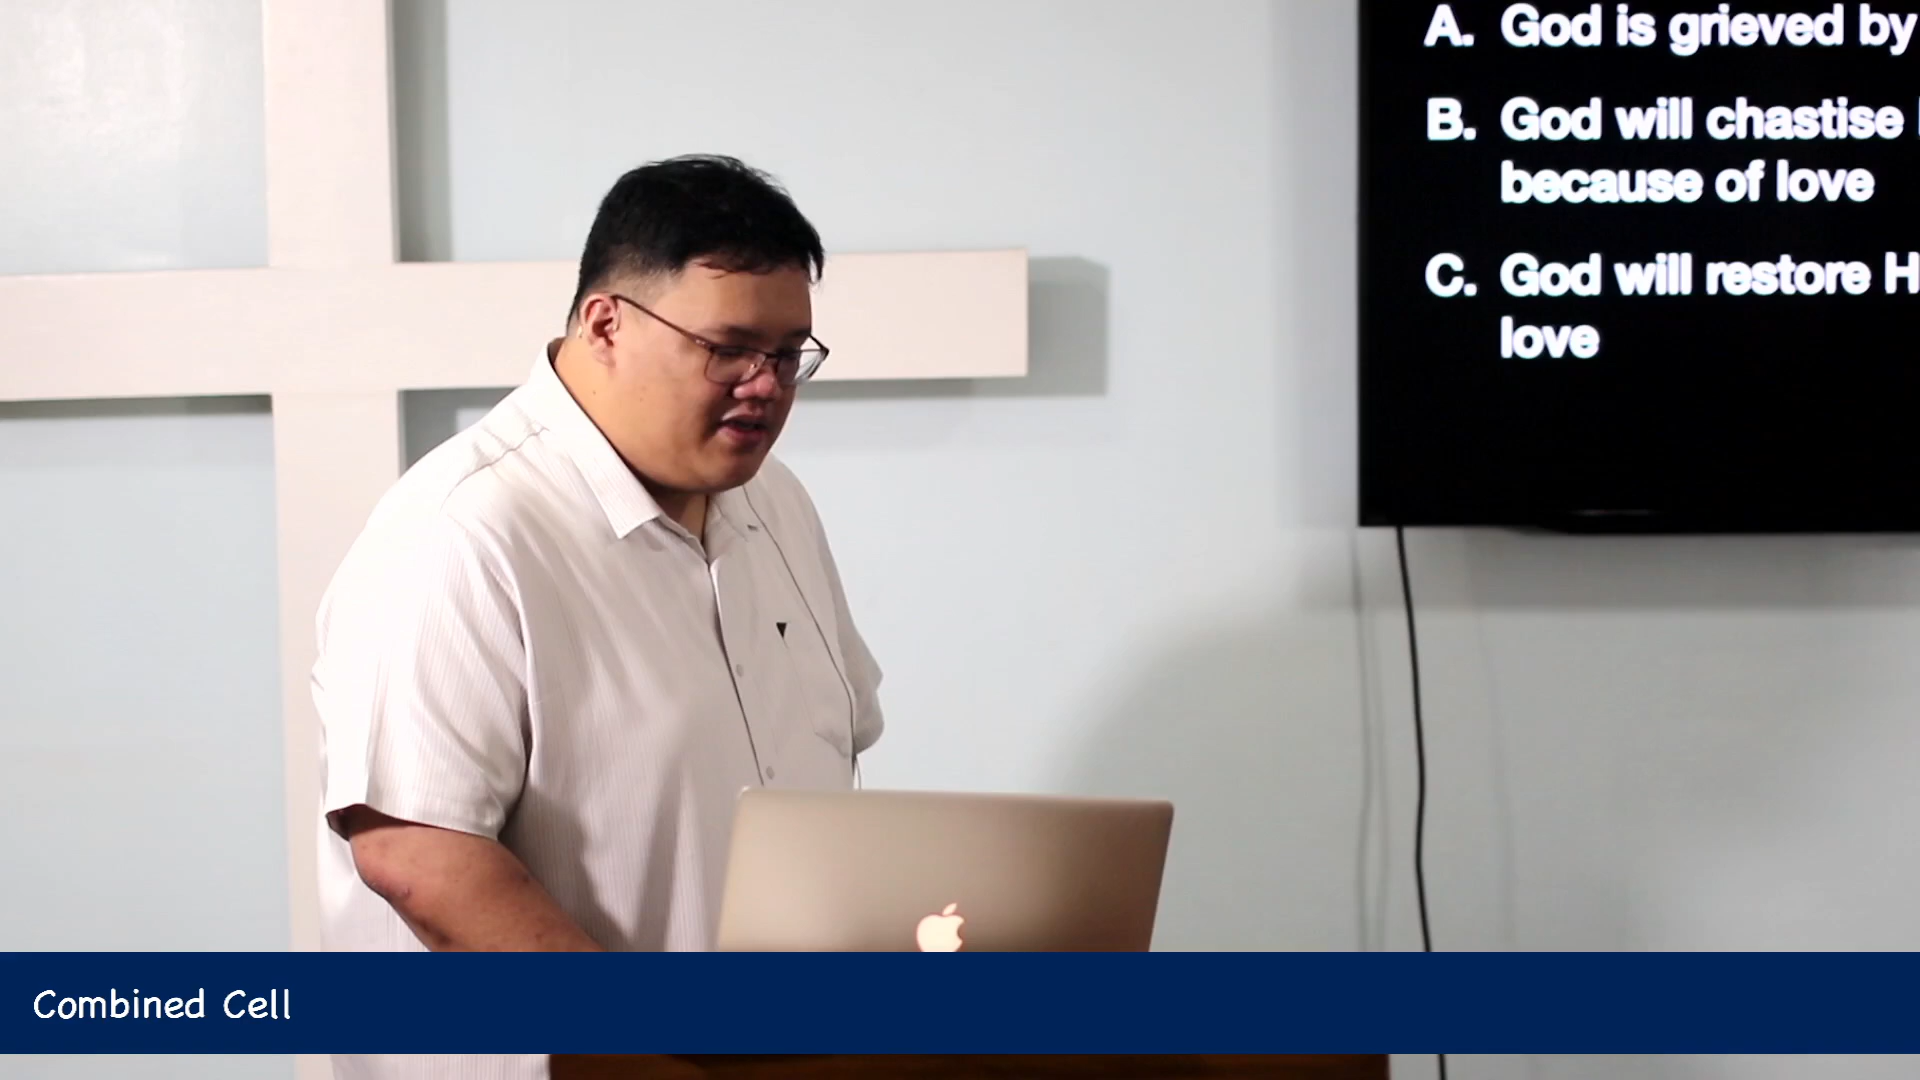 A. God is grieved by
B. God will chastise
because of love
C. God will restore H
love
Combined Cell